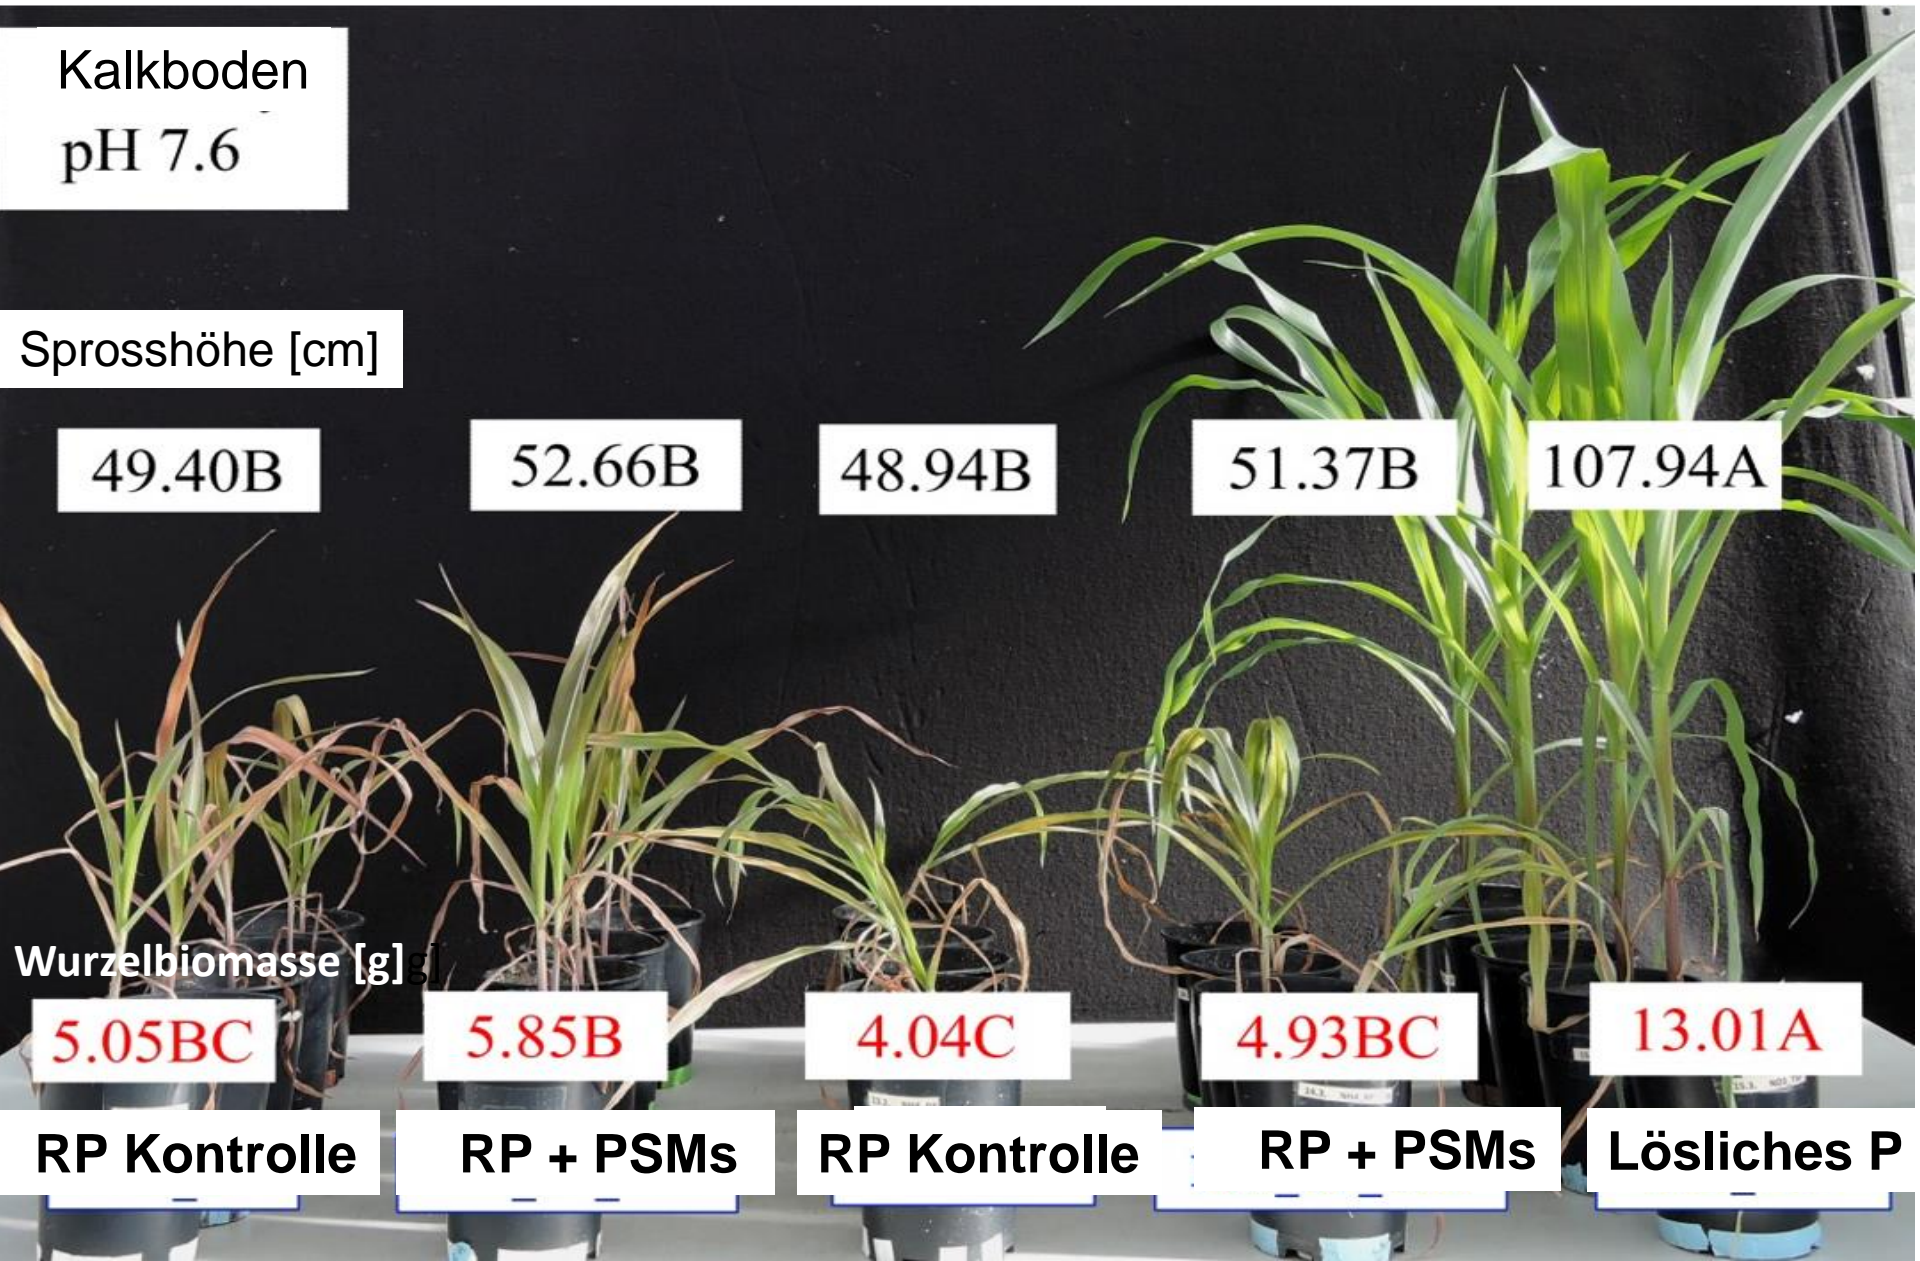 Kalkboden
pH 7.6
Sprosshöhe [cm]
49.40B
52.66B
48.94B
51.37B
107.94A
Wurzelbiomasse [g]g]
5.05BC
5.85B
4.04C
4.93BC
13.01A
RP Kontrolle
RP + PSMs
RP Kontrolle
RP + PSMs
Lösliches P